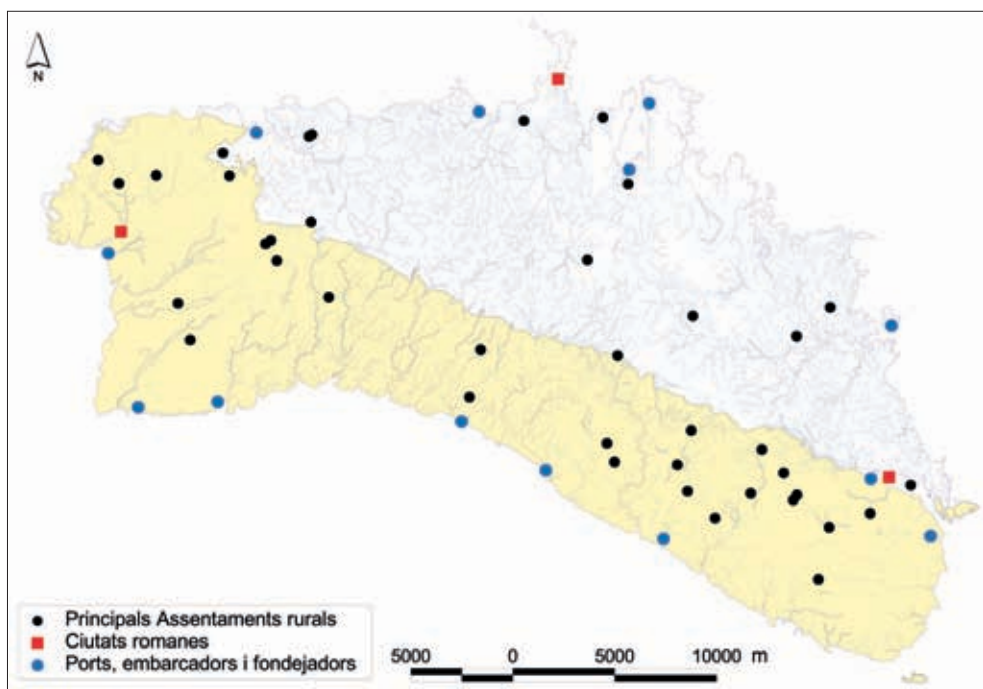 N
Principals Assentaments rurals
Ciutats romanes
Ports, embarcadors i fondejadors
5000 0 5000 10000 m